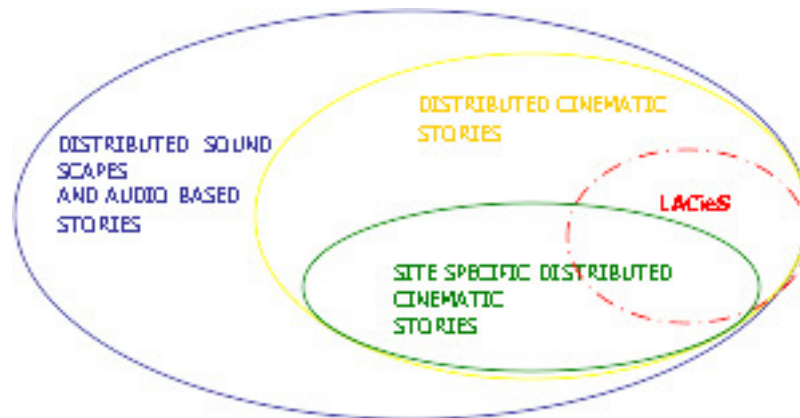 DISTRIBUTED CINEMATIC
STORIES
DISTRIBUTED SOUND
SCAPES
AND AUDIO BASED
STORIES
LACieS
SITE SPECIFIC DISTRIBUTED
CINEMATIC
STORIES